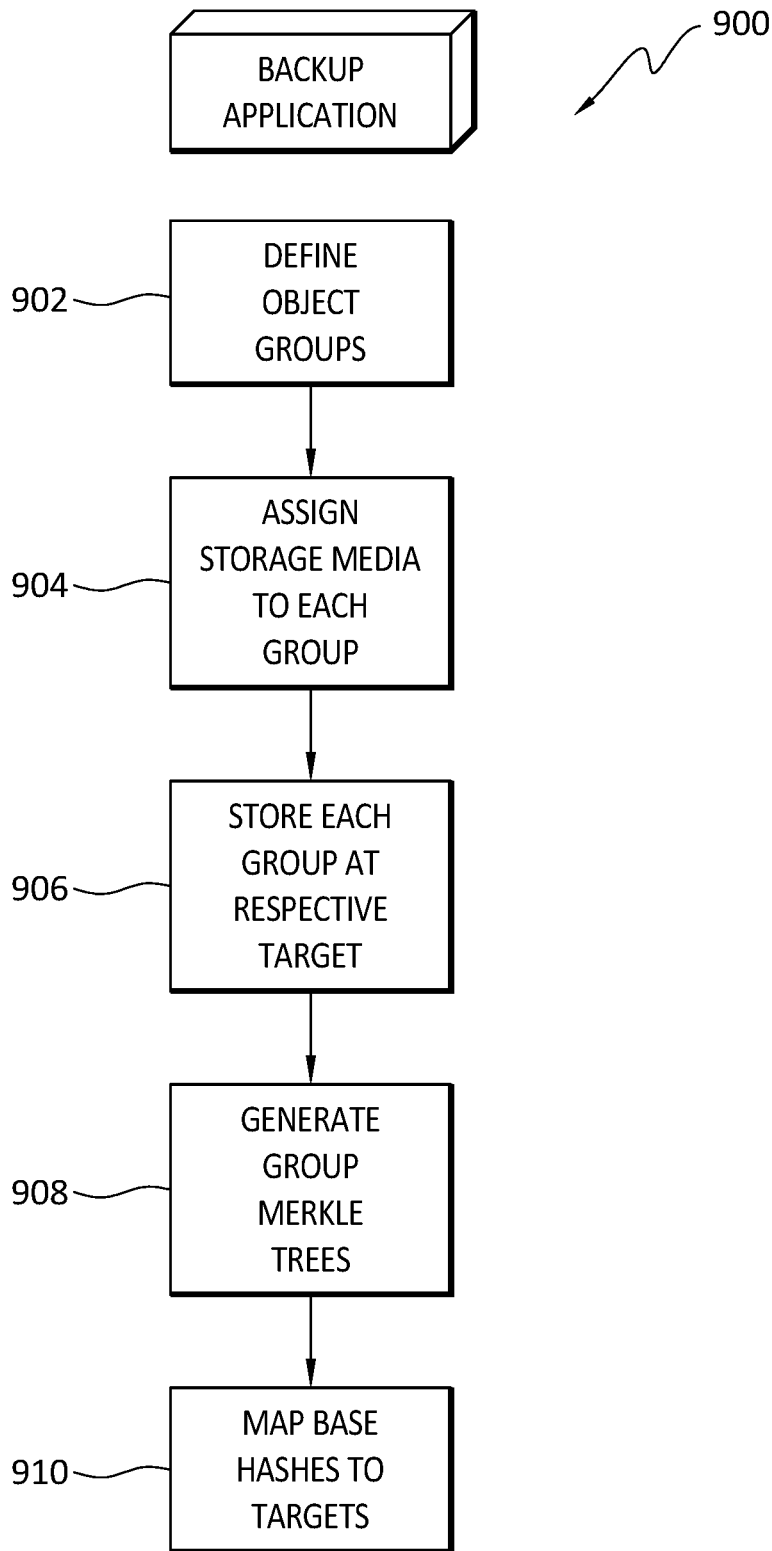 900
BACKUP
APPLICATION
902
DEFINE
OBJECT
GROUPS
904
ASSIGN
STORAGE MEDIA
TO EACH
GROUP
906
STORE EACH
GROUP AT
RESPECTIVE
TARGET
908
GENERATE
GROUP
MERKLE
TREES
910
MAP BASE
HASHES TO
TARGETS